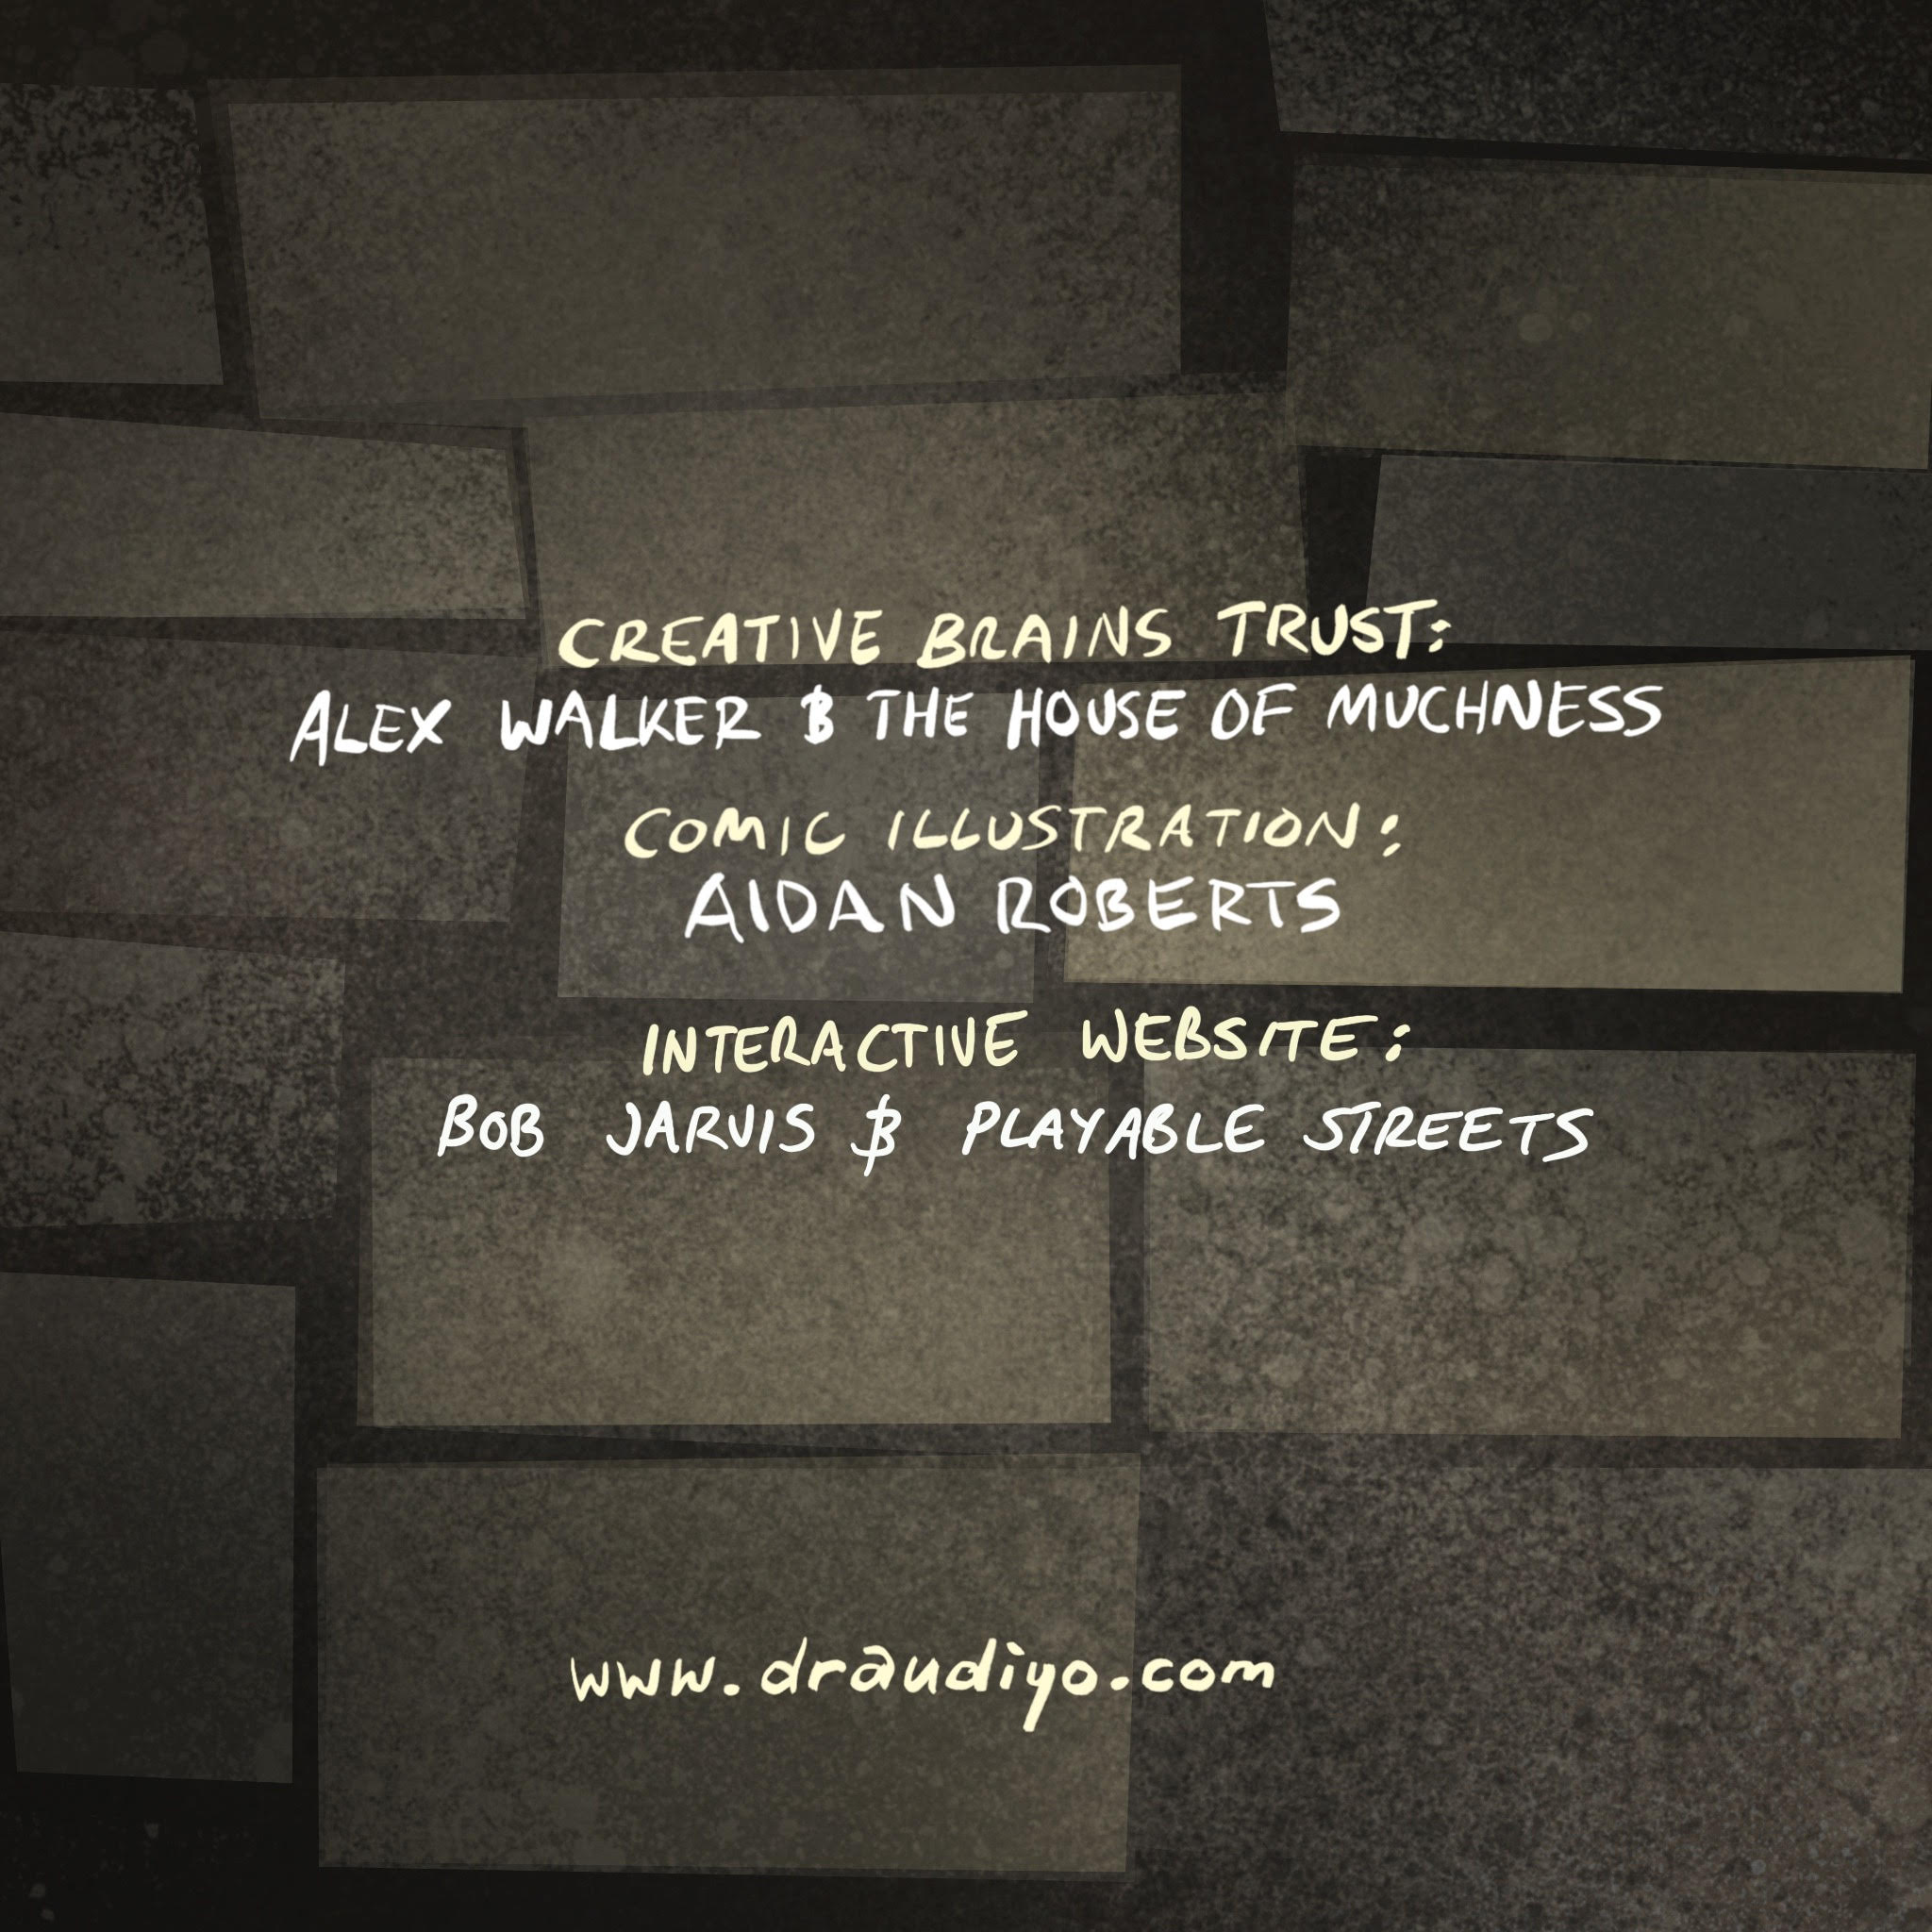 CREATIVE BRAINS TRUST:
ALEX WALKER & THE HOUSE OF MUCHNESS
COMIC ILLUSTRATION:
AIDAN ROBERTS
INTERACTIVE WEBSITE:
BOB JARVIS & PLAYABLE STREETS
www.draudiyo.com